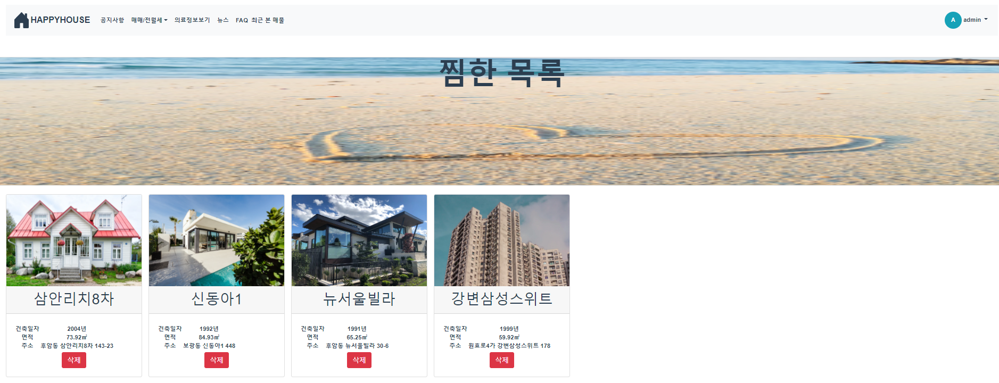 HAPPYHOUSE 공지사항 매매/전월세 의료정보보기 뉴스 FAQ 최근 본 매물 A admin
찜한 목록
삼안리치8차
건축일자 2004년
면적 73.92㎡
주소 후암동 삼안리치8차 143-23
삭제
신동아1
건축일자 1992년
면적 84.93㎡
주소 보광동 신동아1 448
삭제
뉴서울빌라
건축일자 1991년
면적 65.25㎡
주소 후암동 뉴서울빌라 30-6
삭제
강변삼성스위트
건축일자 1999년
면적 59.92㎡
주소 원효로4가 강변삼성스위트 178
삭제